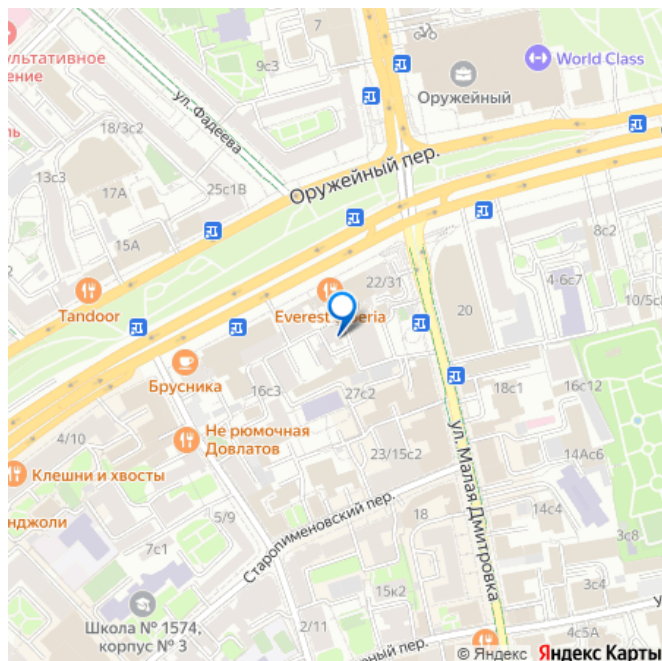 ультативное
ение
7
9с3
World Class
Оружейный
ль
18/3с2
ул. Фадеева
13с3
17А
25с1В
Оружейный пер.
15А
8с2
22/31
4-6с7
10/5с
Tandoor
Everest
eria
20
Брусника
16с3
27с2
18с1
16с12
4/10
Не рюмочная
Довлатов
23/15с2
14Ас6
Клешни и хвосты
ул. Малая Дмитровка
нджоли
5/9
Старопименовский пер.
18
14с4
3с8
7с1
15к2
3с4
Школа № 1574,
корпус № 3
2/11
рный пер.
4с5А
У
© Яндекс Яндекс Карты